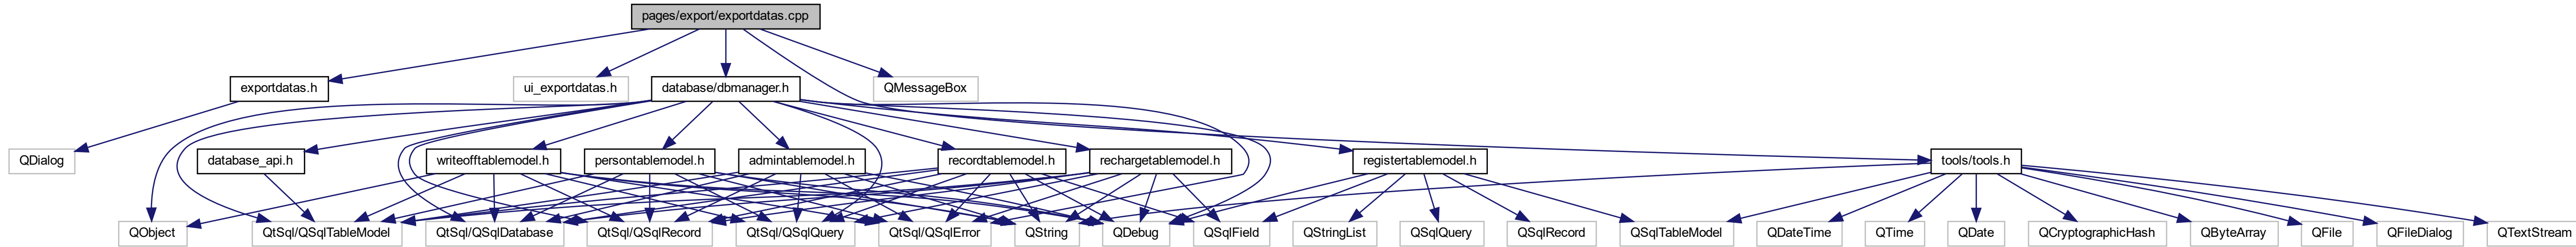 pages/export/exportdatas.cpp
exportdatas.h
ui_exportdatas.h
database/dbmanager.h
QMessageBox
QDialog
database_api.h
writeofftablemodel.h
persontablemodel.h
admintablemodel.h
recordtablemodel.h
rechargetablemodel.h
registertablemodel.h
tools/tools.h
QObject
QtSql/QSqlTableModel
QtSql/QSqlDatabase
QtSql/QSqlRecord
QtSql/QSqlQuery
QtSql/QSqlError
QString
QDebug
QSqlField
QStringList
QSqlQuery
QSqlRecord
QSqlTableModel
QDateTime
QTime
QDate
QCryptographicHash
QByteArray
QFile
QFileDialog
QTextStream